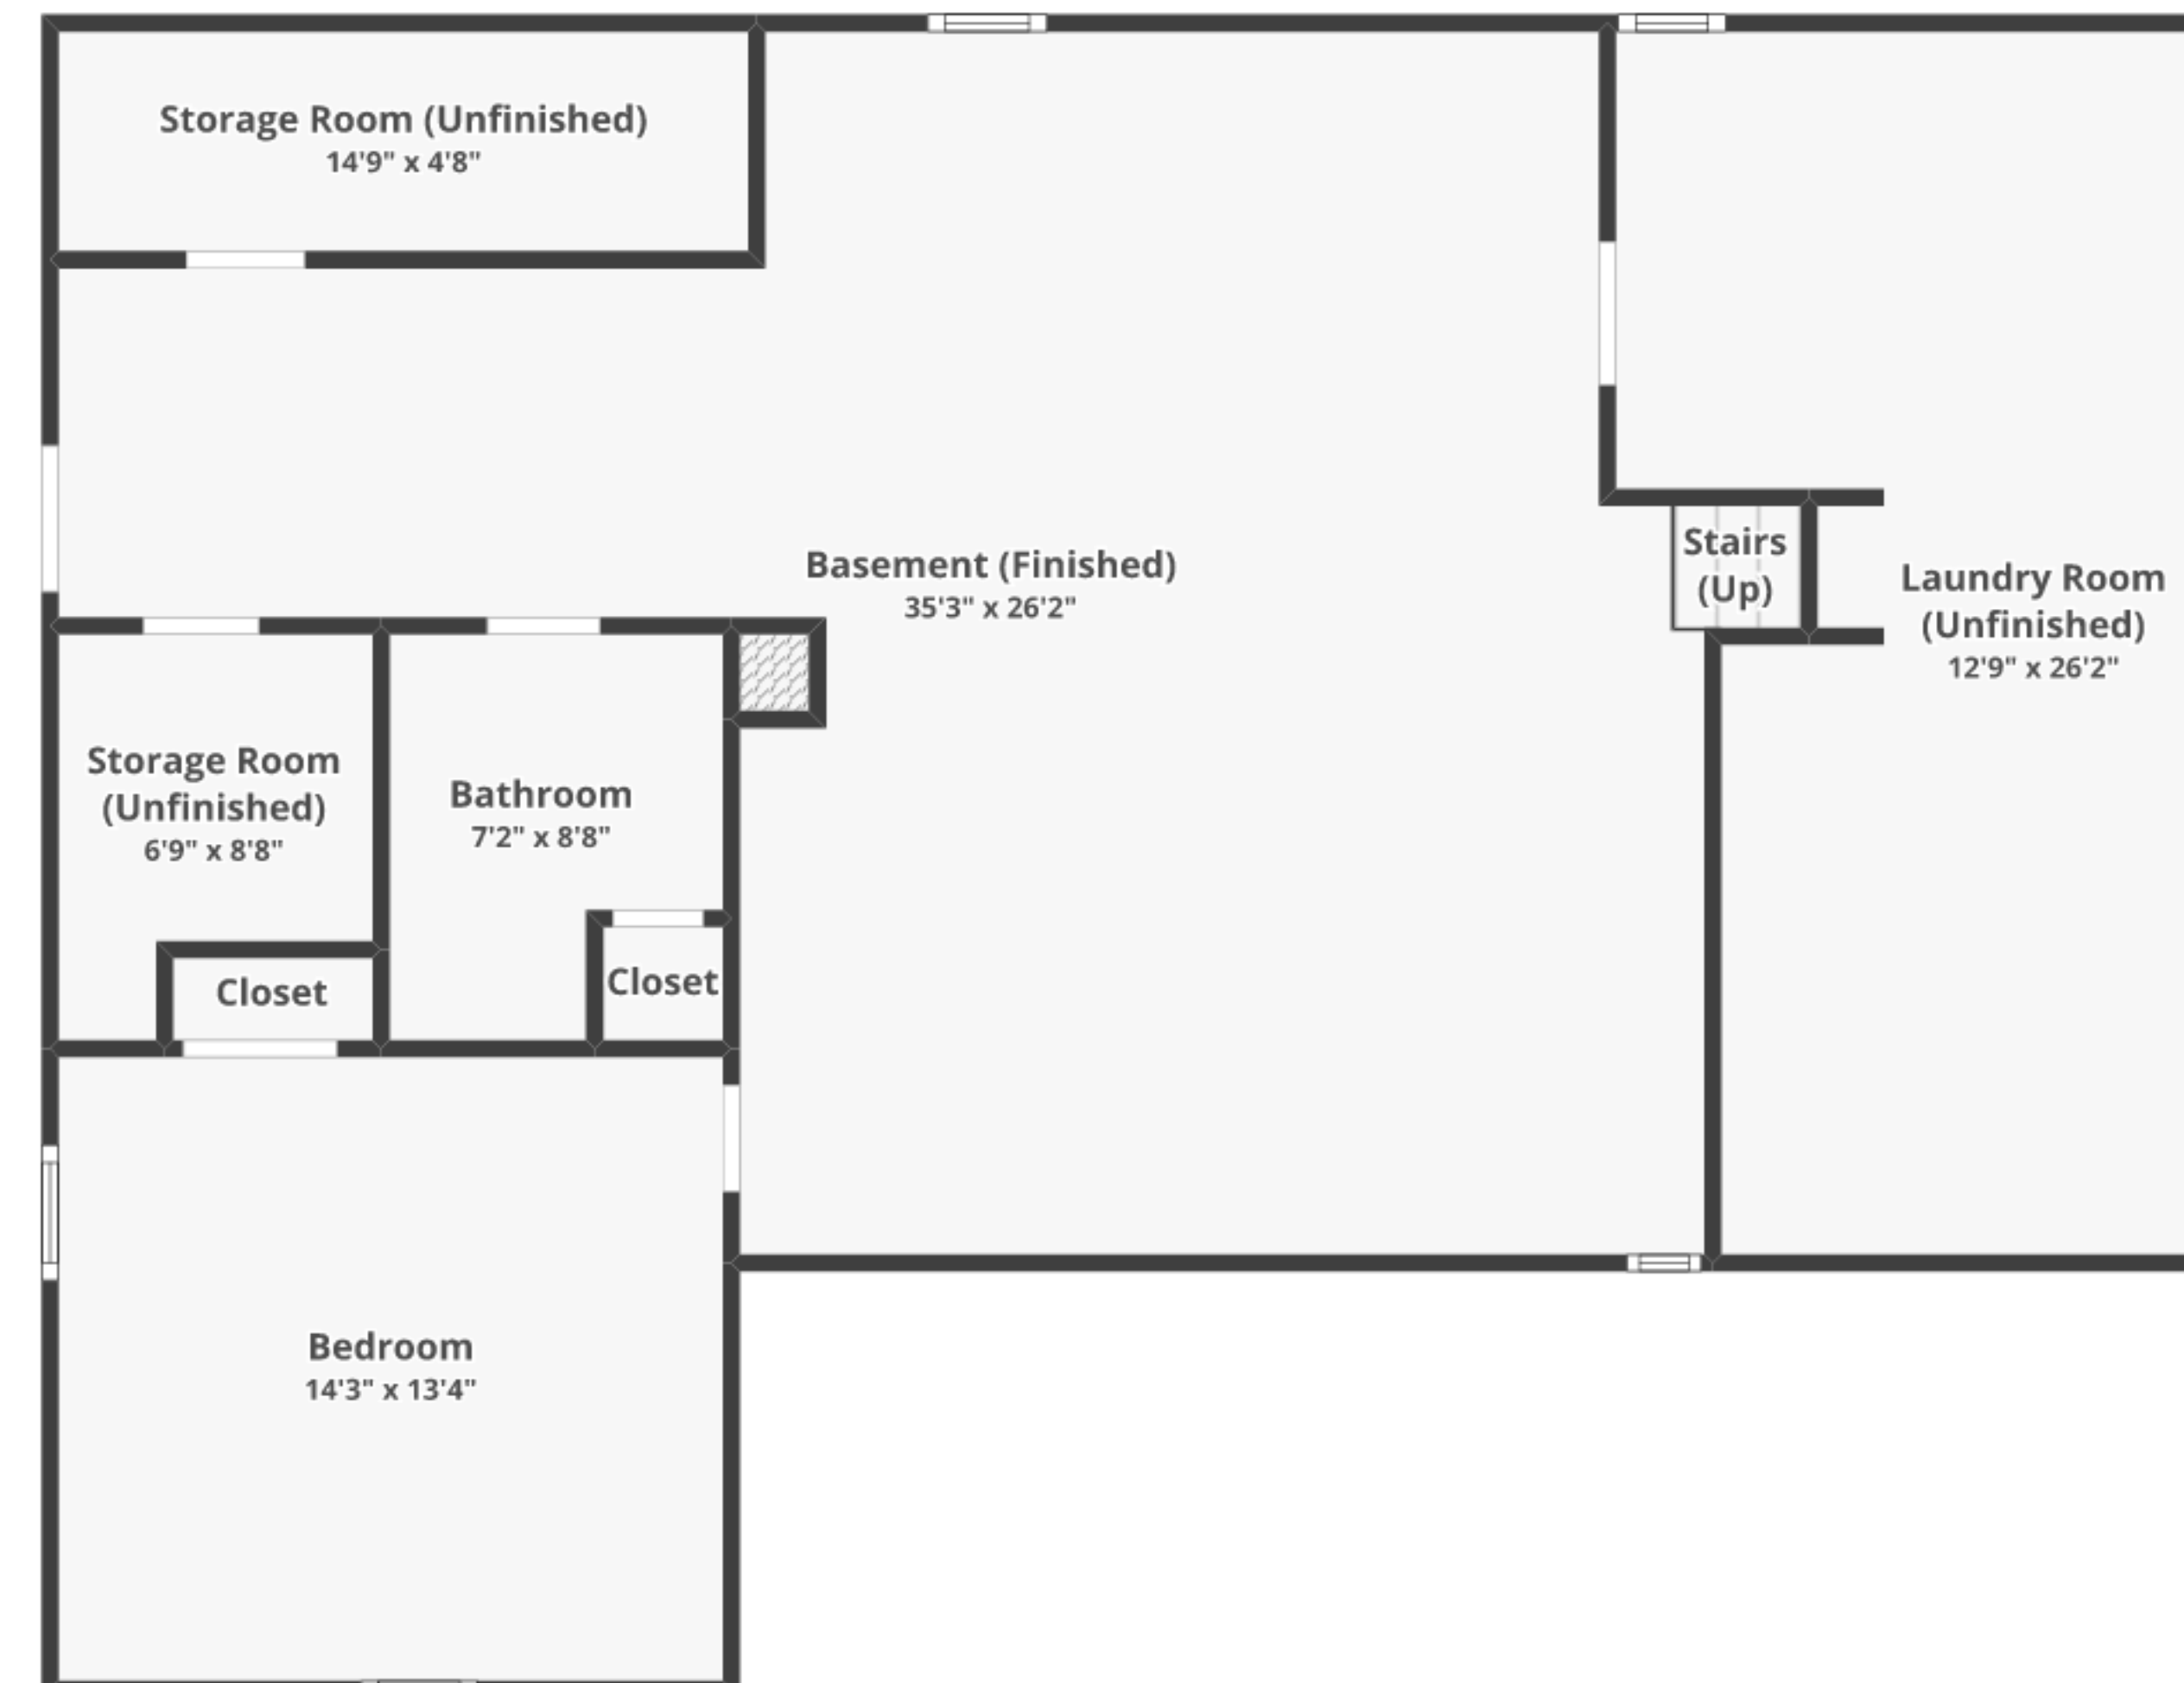 Storage Room (Unfinished)
14'9" x 4'8"
Basement (Finished)
35'3" x 26'2"
Stairs
(Up)
Laundry Room
(Unfinished)
12'9" x 26'2"
Storage Room
(Unfinished)
6'9" x 8'8"
Bathroom
7'2" x 8'8"
Closet
Closet
Bedroom
14'3" x 13'4"